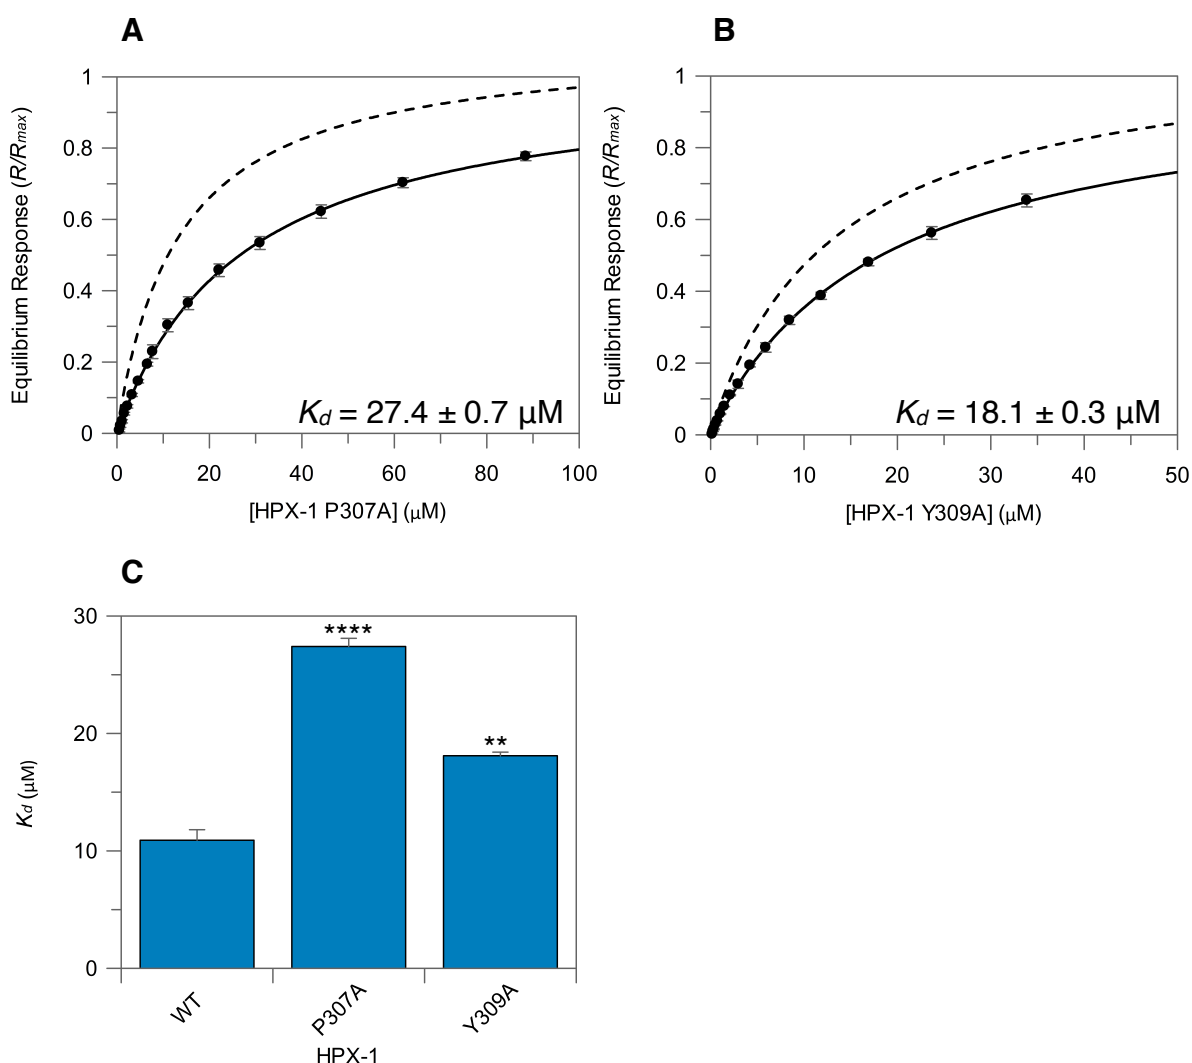 A
Equilibrium Response (R/Rmax)
1
0.8
0.6
0.4
0.2
0
Kd = 27.4 ± 0.7 µM
0 20 40 60 80 100
[HPX-1 P307A] (µM)
B
Equilibrium Response (R/Rmax)
1
0.8
0.6
0.4
0.2
0
Kd = 18.1 ± 0.3 µM
0 10 20 30 40 50
[HPX-1 Y309A] (µM)
C
Kd (µM)
30
20
10
0
****
**
WT P307A Y309A
HPX-1